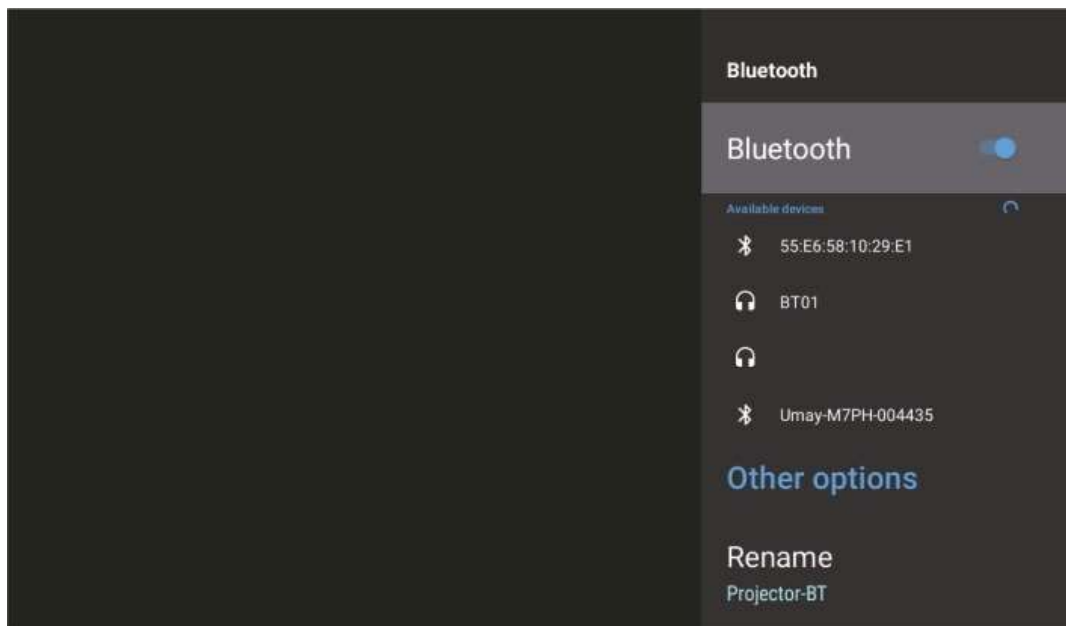 Bluetooth
Bluetooth
Available devices
55:E6:58:10:29:E1
BT01
Umay-M7PH-004435
Other options
Rename
Projector-BT